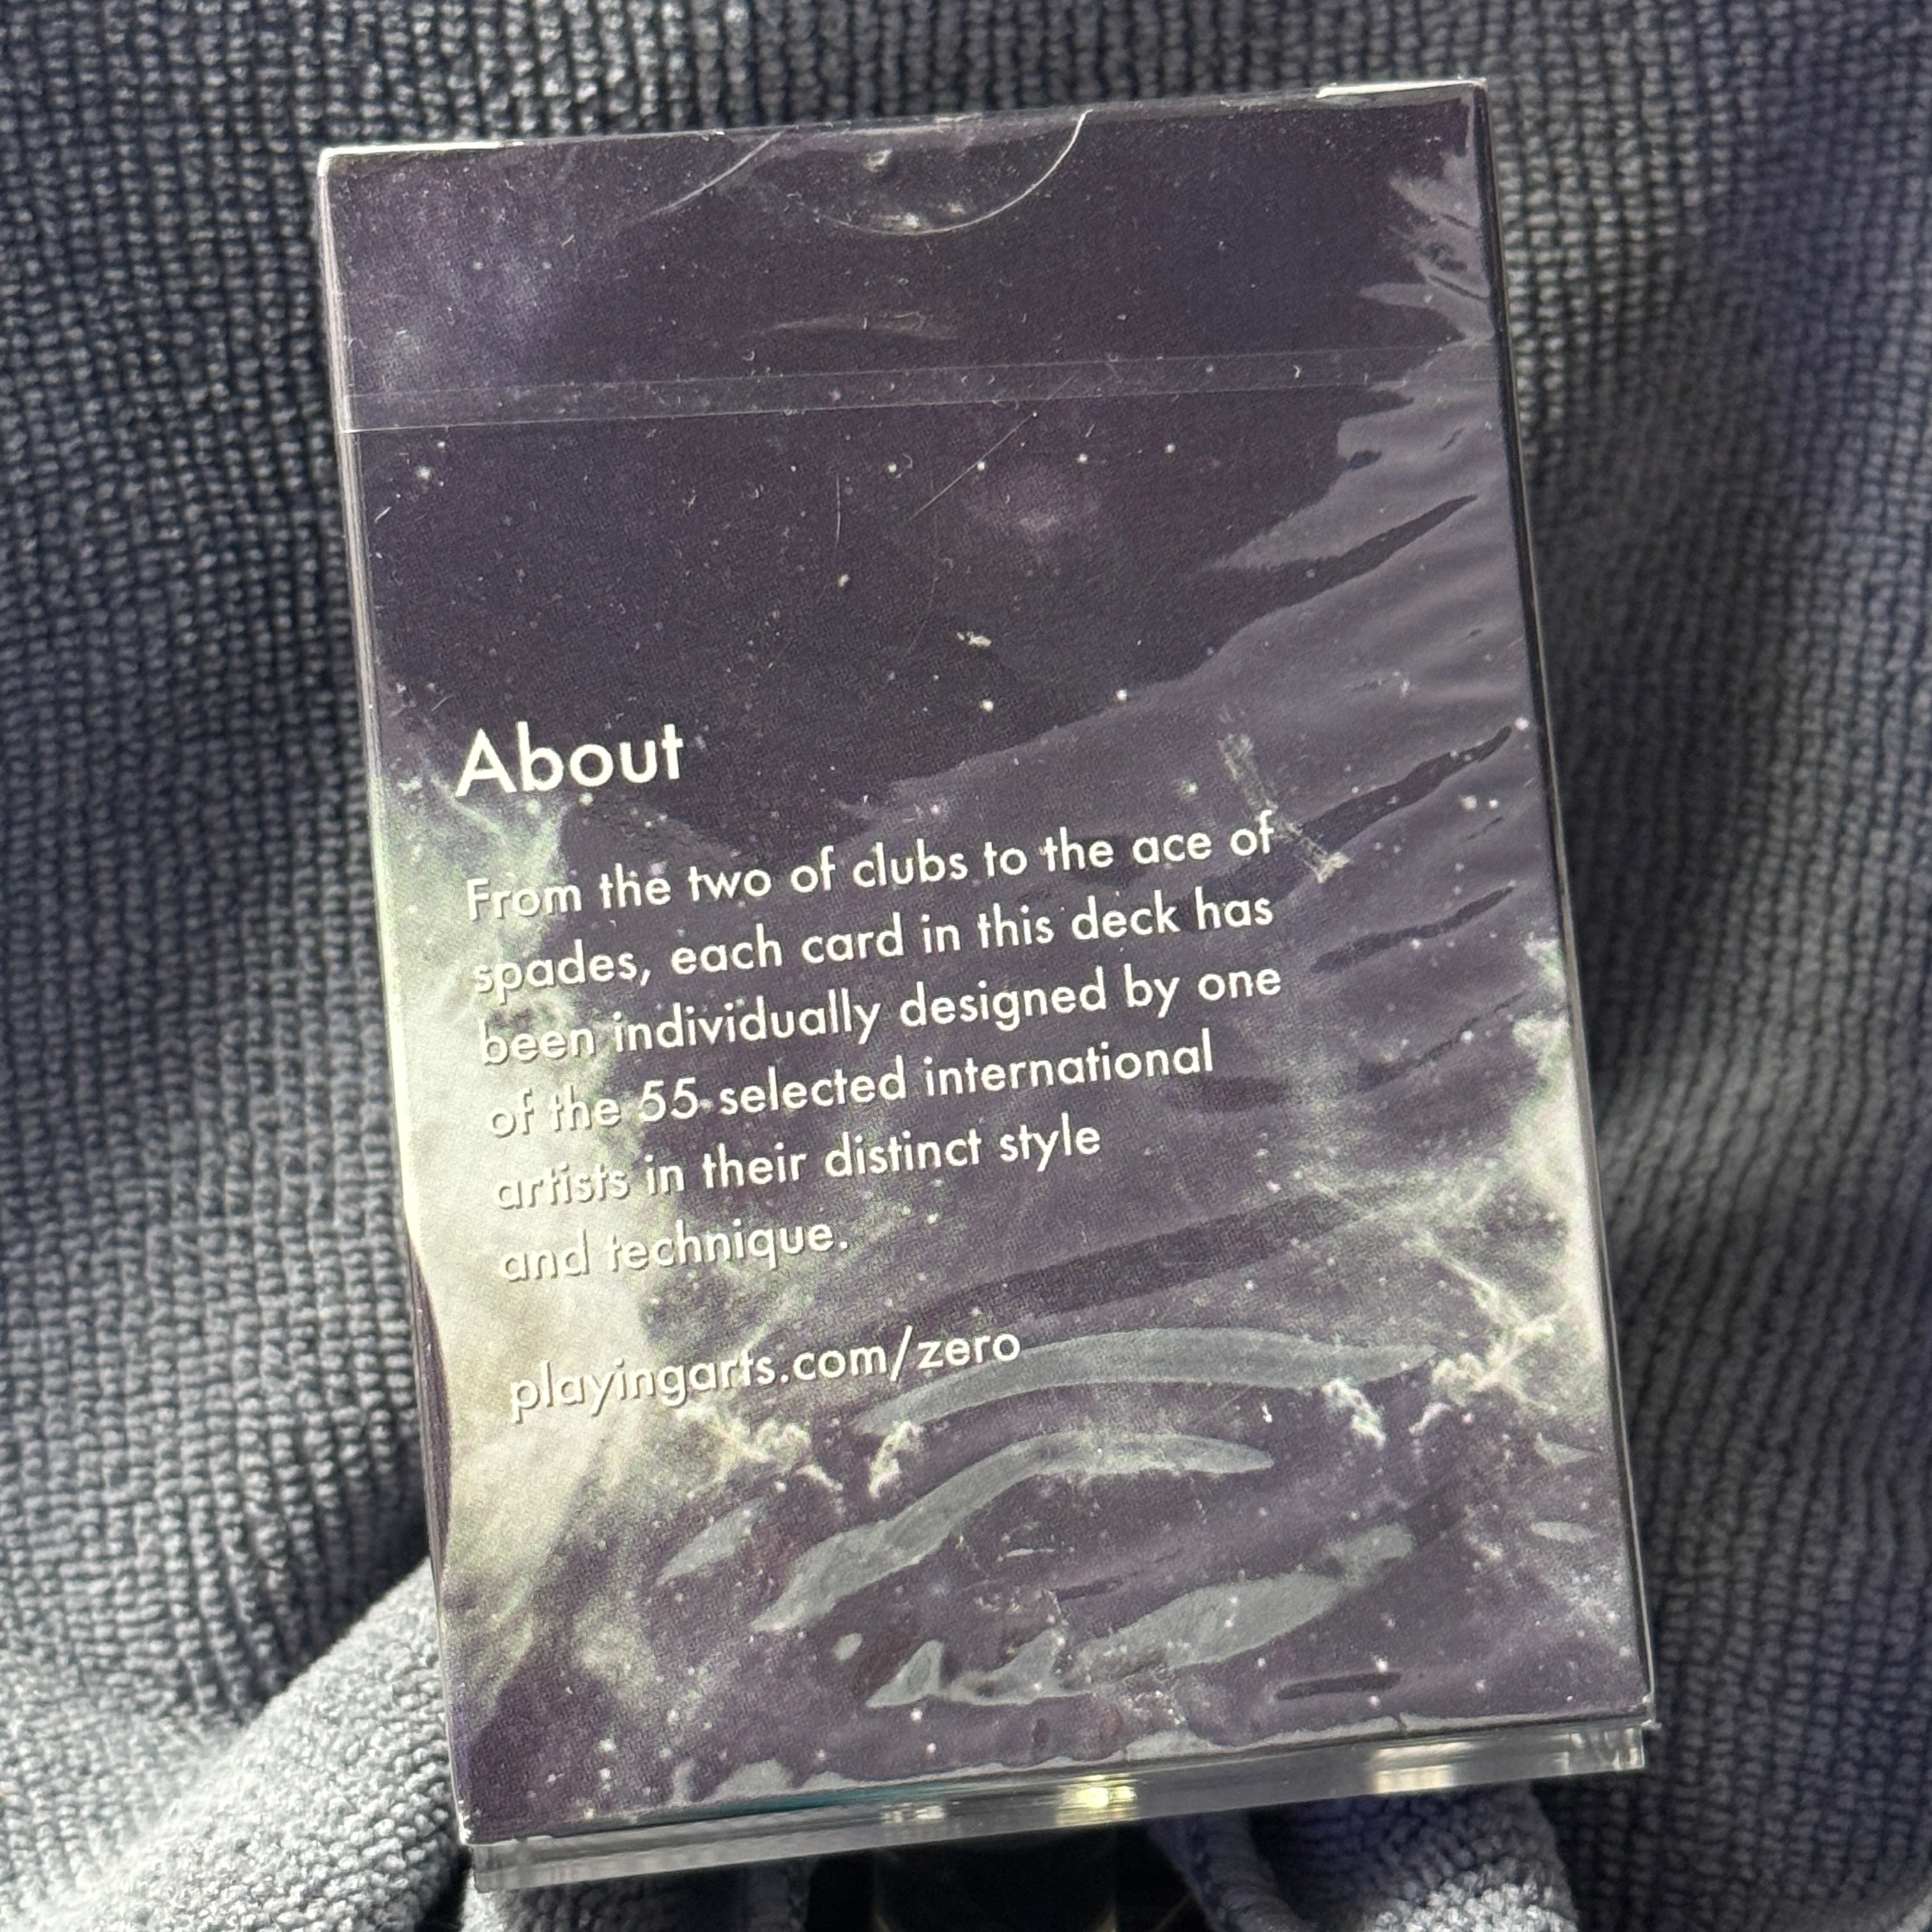 About
From the two of clubs to the ace of
spades, each card in this deck has
been individually designed by one
of the 55 selected international
artists in their distinct style
and technique.
playingarts.com/zero